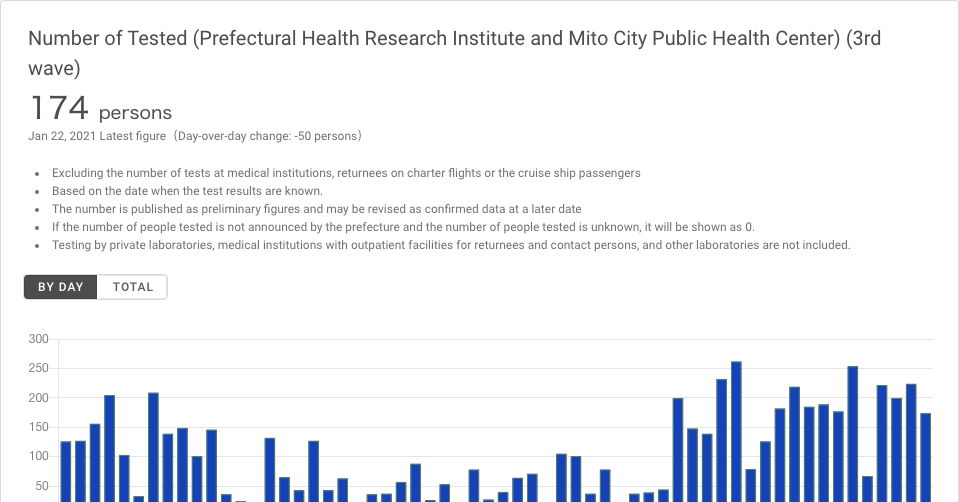 Number of Tested (Prefectural Health Research Institute and Mito City Public Health Center) (3rd
wave)
174 persons
Jan 22, 2021 Latest figure（Day-over-day change: -50 persons）
• Excluding the number of tests at medical institutions, returnees on charter flights or the cruise ship passengers
• Based on the date when the test results are known.
• The number is published as preliminary figures and may be revised as confirmed data at a later date
• If the number of people tested is not announced by the prefecture and the number of people tested is unknown, it will be shown as 0.
• Testing by private laboratories, medical institutions with outpatient facilities for returnees and contact persons, and other laboratories are not included.
BY DAY TOTAL
300
250
200
150
100
50